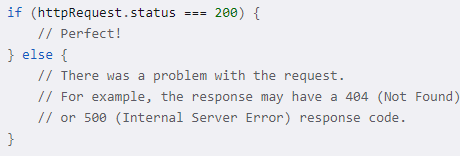 if (httpRequest.status === 200) {
    // Perfect!
} else {
    // There was a problem with the request.
    // For example, the response may have a 404 (Not Found)
    // or 500 (Internal Server Error) response code.
}